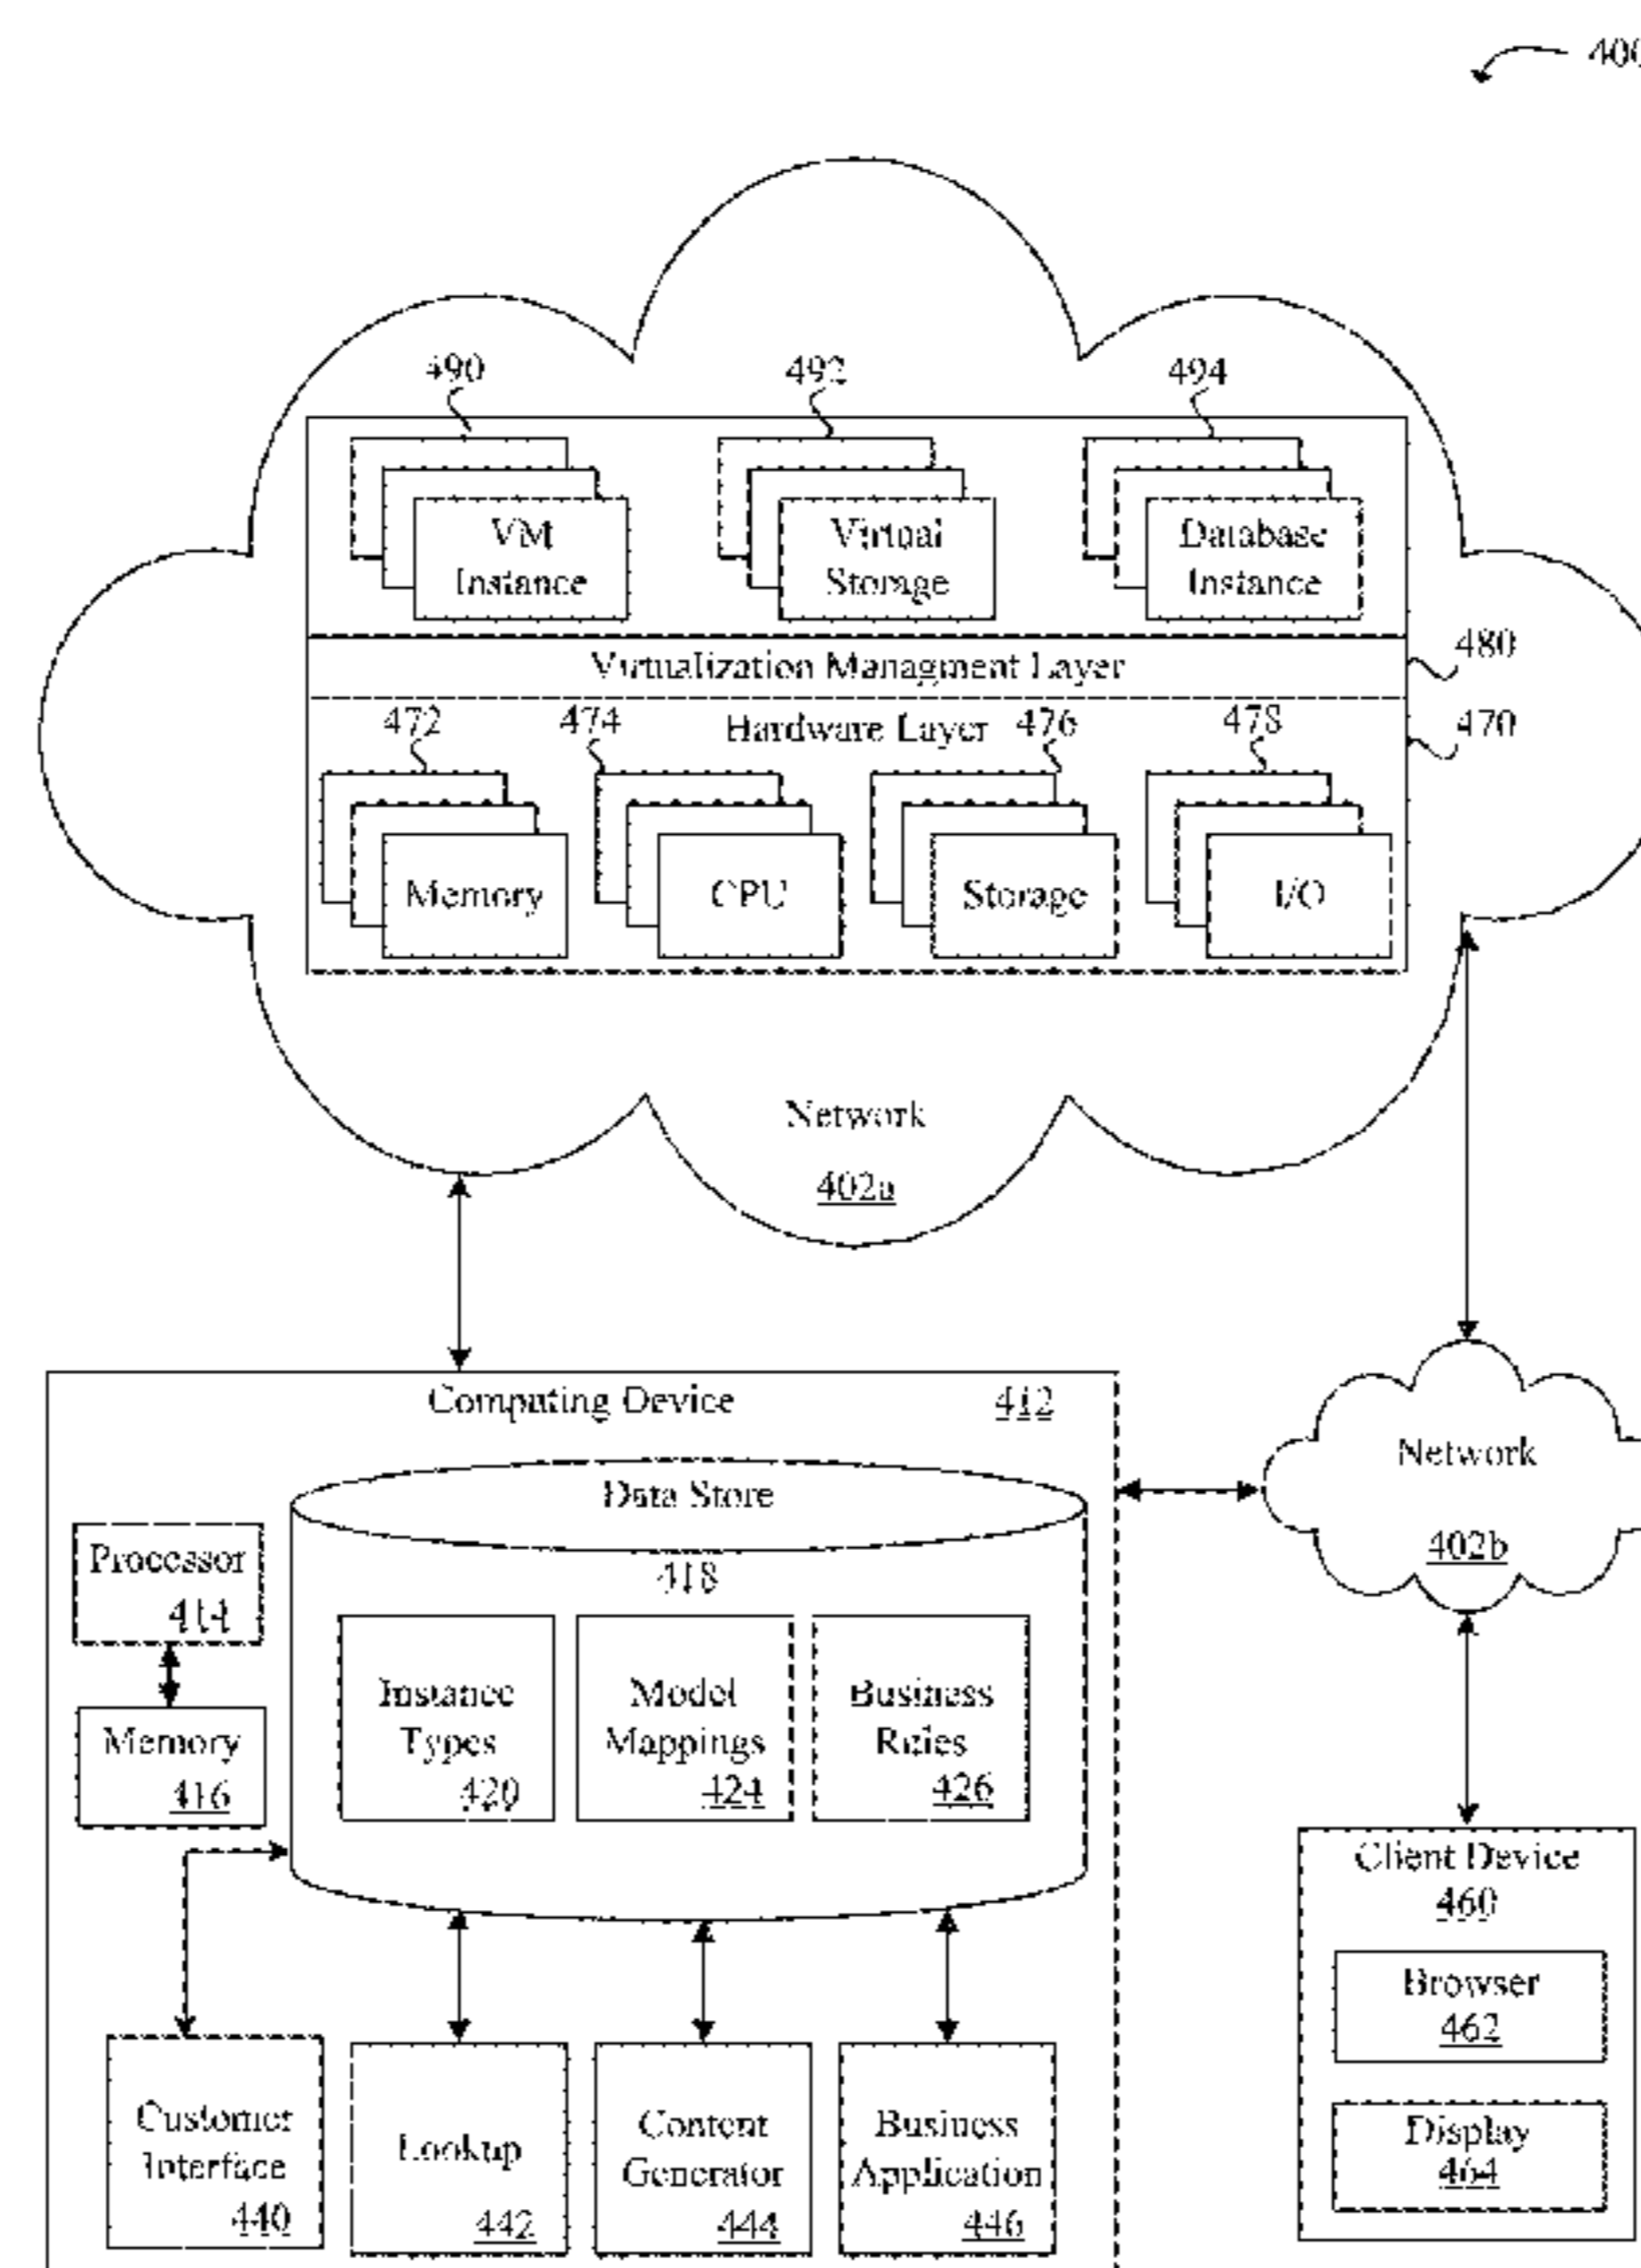 400
490
492
494
VM
Instance
Virtual
Storage
Database
Instance
Virtualization Managment Layer
480
472
474
Hardware Layer
476
478
470
Memory
CPU
Storage
I/O
Network
402a
Computing Device
412
Data Store
418
Processor
414
Memory
416
Instance
Types
420
Model
Mappings
424
Business
Rules
426
Network
402b
Client Device
460
Browser
462
Display
464
Customer
Interface
440
Lookup
442
Content
Generator
444
Business
Application
446